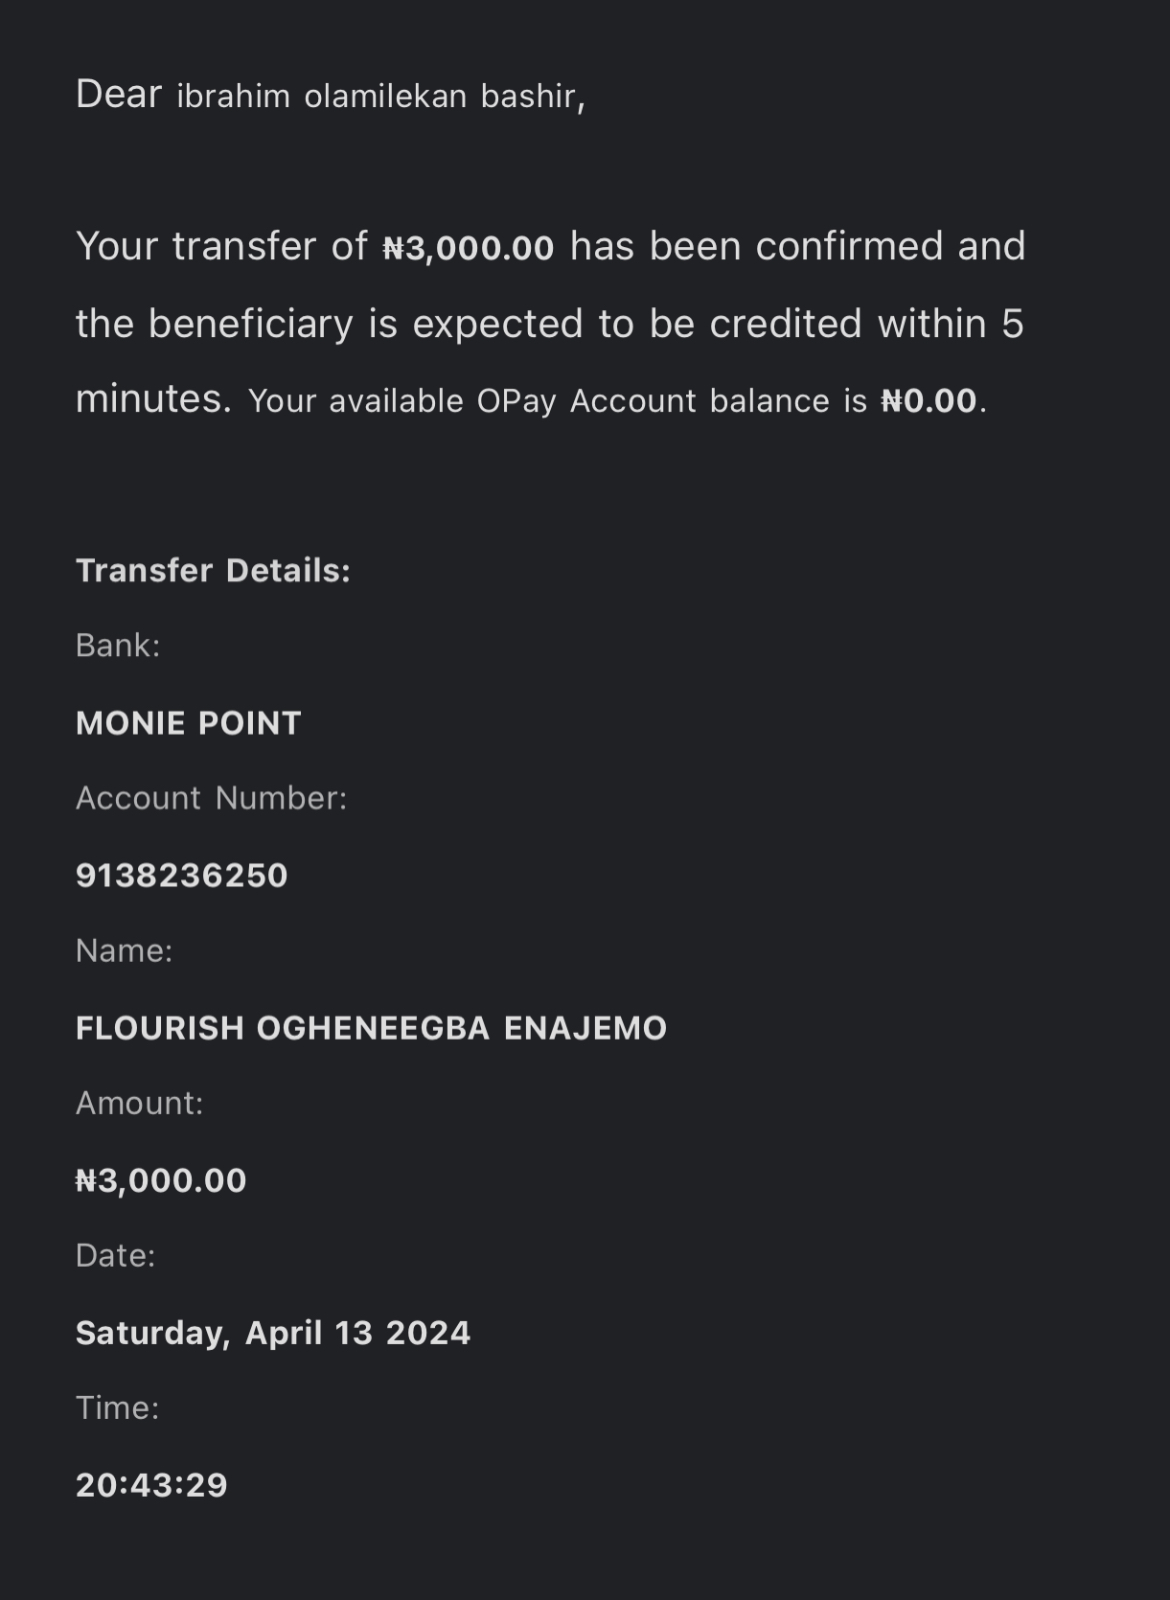 Dear ibrahim olamilekan bashir,
Your transfer of ₦3,000.00 has been confirmed and
the beneficiary is expected to be credited within 5
minutes. Your available OPay Account balance is ₦0.00.
Transfer Details:
Bank:
MONIE POINT
Account Number:
9138236250
Name:
FLOURISH OGHENEEGBA ENAJEMO
Amount:
₦3,000.00
Date:
Saturday, April 13 2024
Time:
20:43:29